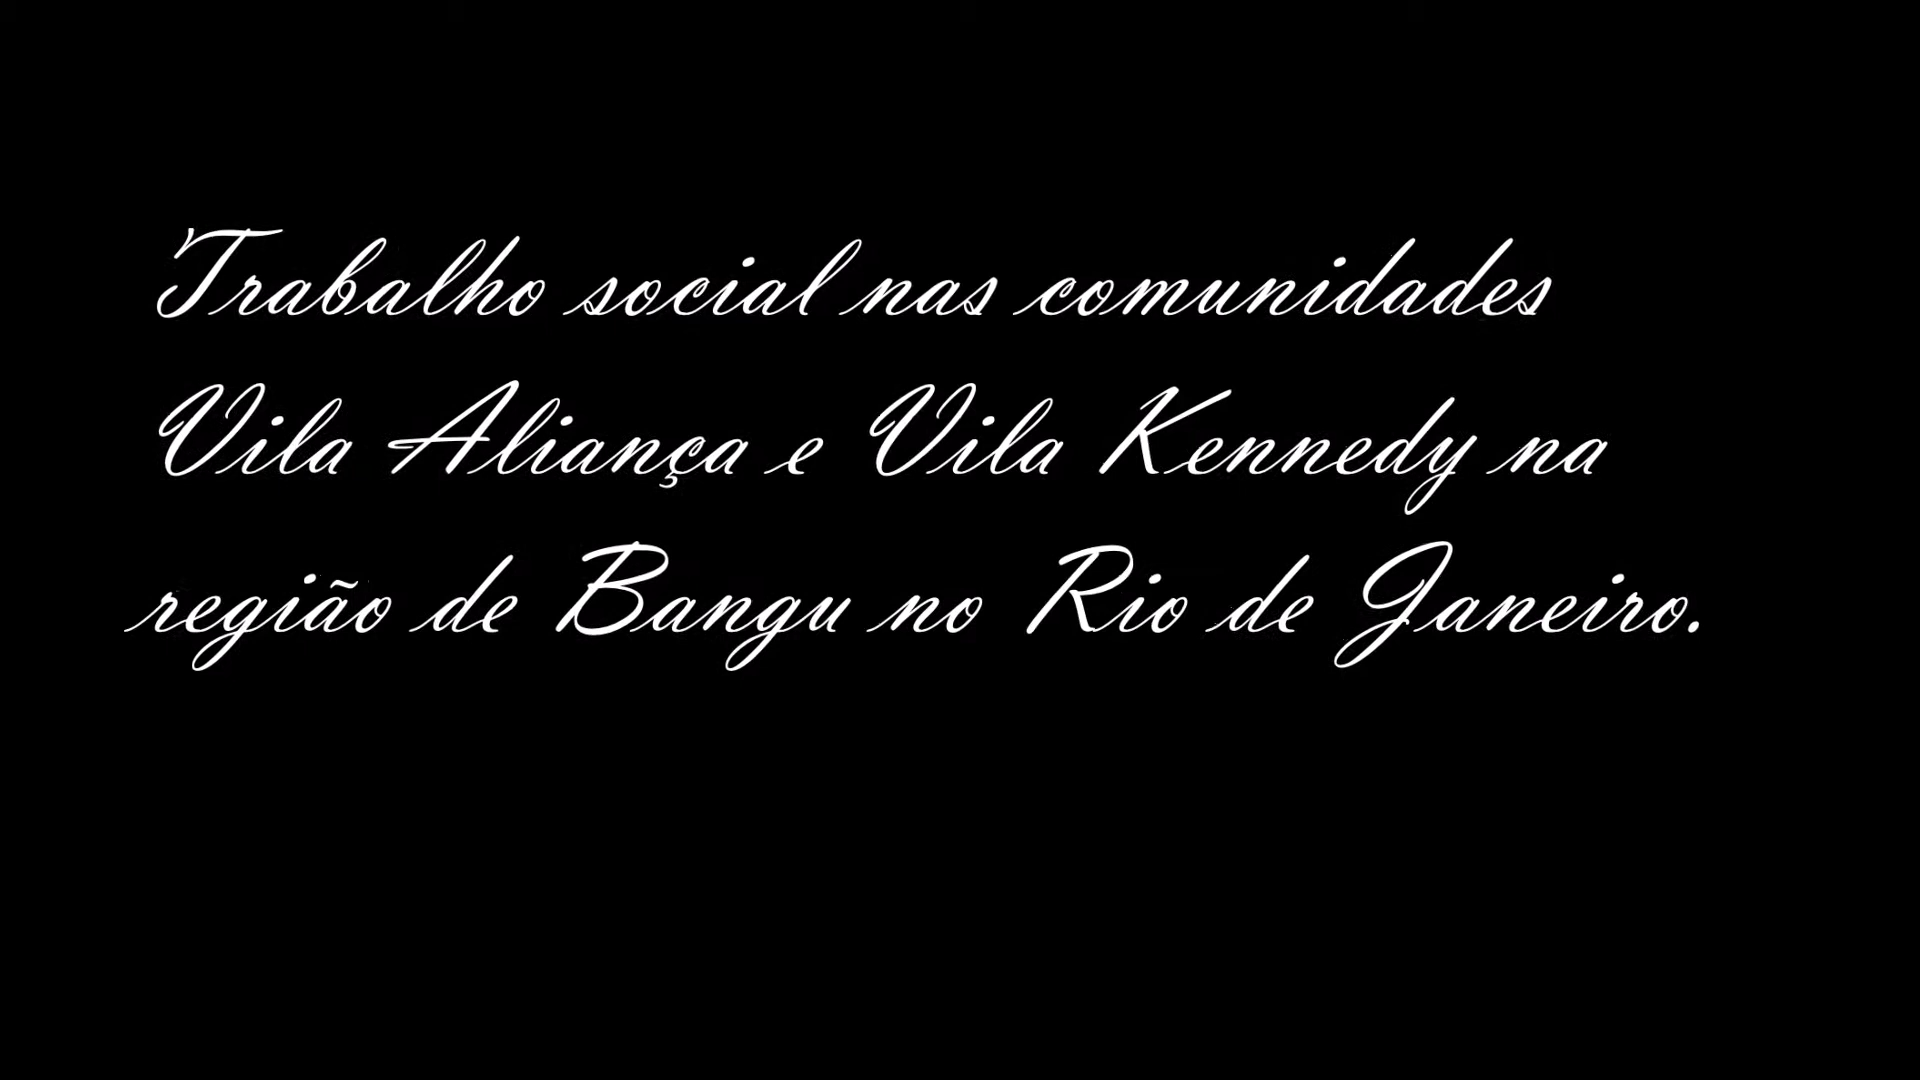 Trabalho social nas comunidades
Vila Aliança e Vila Kennedy na
região de Bangu no Rio de Janeiro.